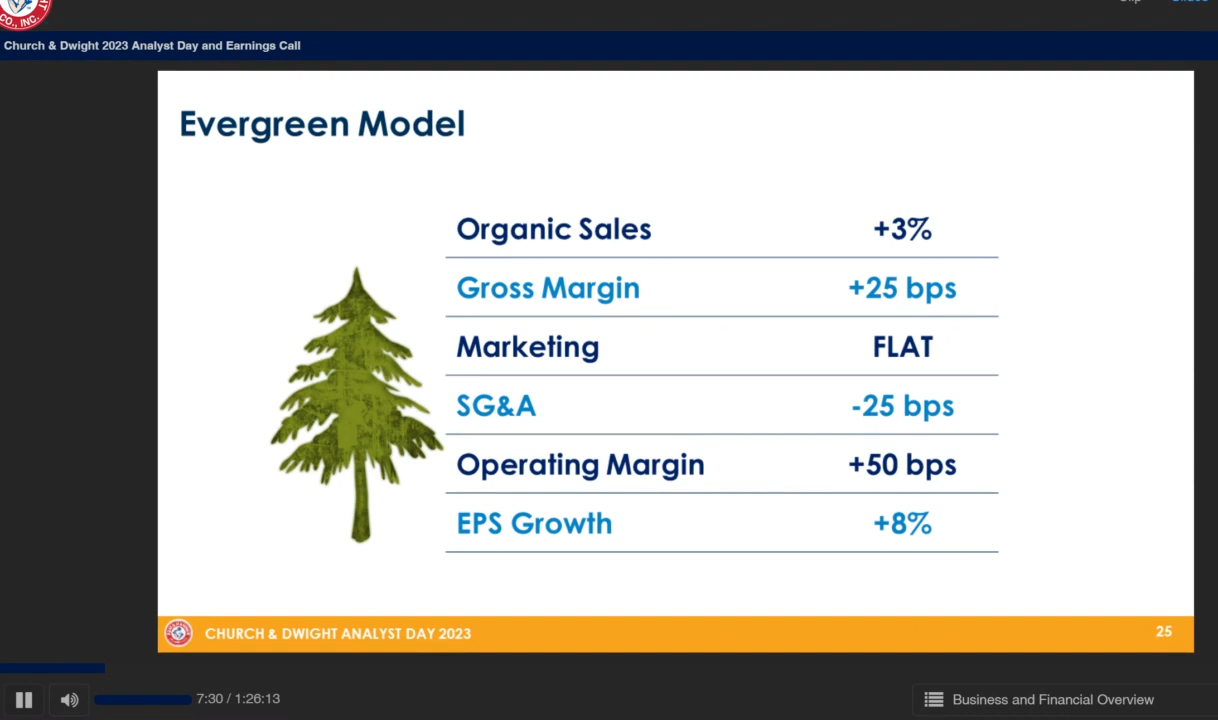 CO., INC.
Church & Dwight 2023 Analyst Day and Earnings Call
Evergreen Model
Organic Sales +3%
Gross Margin +25 bps
Marketing FLAT
SG&A -25 bps
Operating Margin +50 bps
EPS Growth +8%
CHURCH & DWIGHT ANALYST DAY 2023 25
7:30 / 1:26:13 Business and Financial Overview